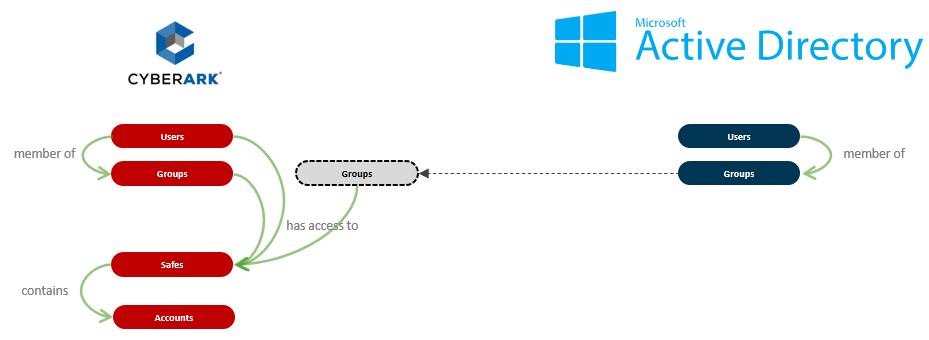 Microsoft
Active Directory
CYBERARK®
Users
Users
member of
member of
Groups
Groups
Groups
has access to
Safes
contains
Accounts